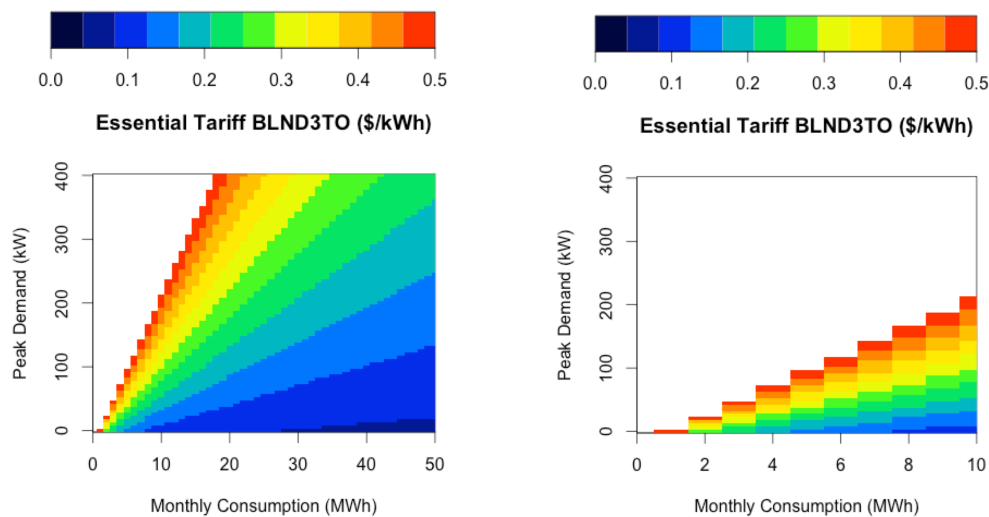 0.0 0.1 0.2 0.3 0.4 0.5
Essential Tariff BLND3TO ($/kWh)
Peak Demand (kW)
400
300
200
100
0
0 10 20 30 40 50
Monthly Consumption (MWh)
0.0 0.1 0.2 0.3 0.4 0.5
Essential Tariff BLND3TO ($/kWh)
Peak Demand (kW)
400
300
200
100
0
0 2 4 6 8 10
Monthly Consumption (MWh)